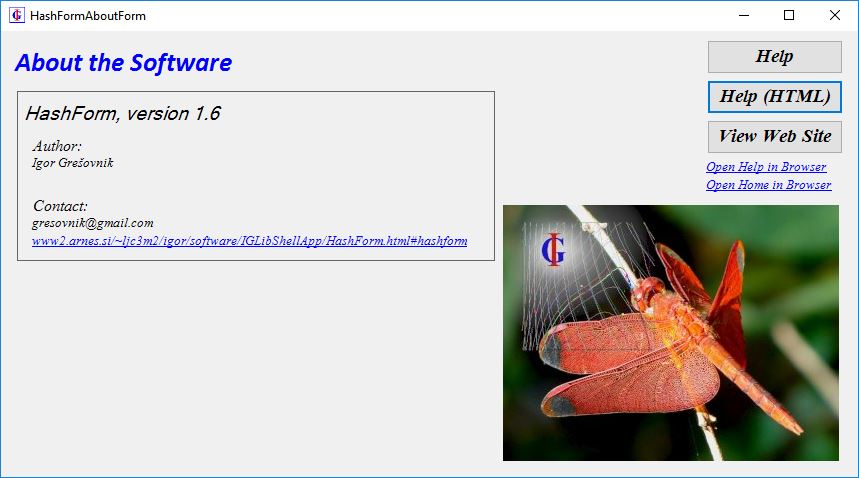 HashFormAboutForm
About the Software
HashForm, version 1.6
Author:
Igor Grešovnik
Contact:
gresovnik@gmail.com
www2.arnes.si/~ljc3m2/igor/software/IGLibShellApp/HashForm.html#hashform
Help
Help (HTML)
View Web Site
Open Help in Browser
Open Home in Browser
IG